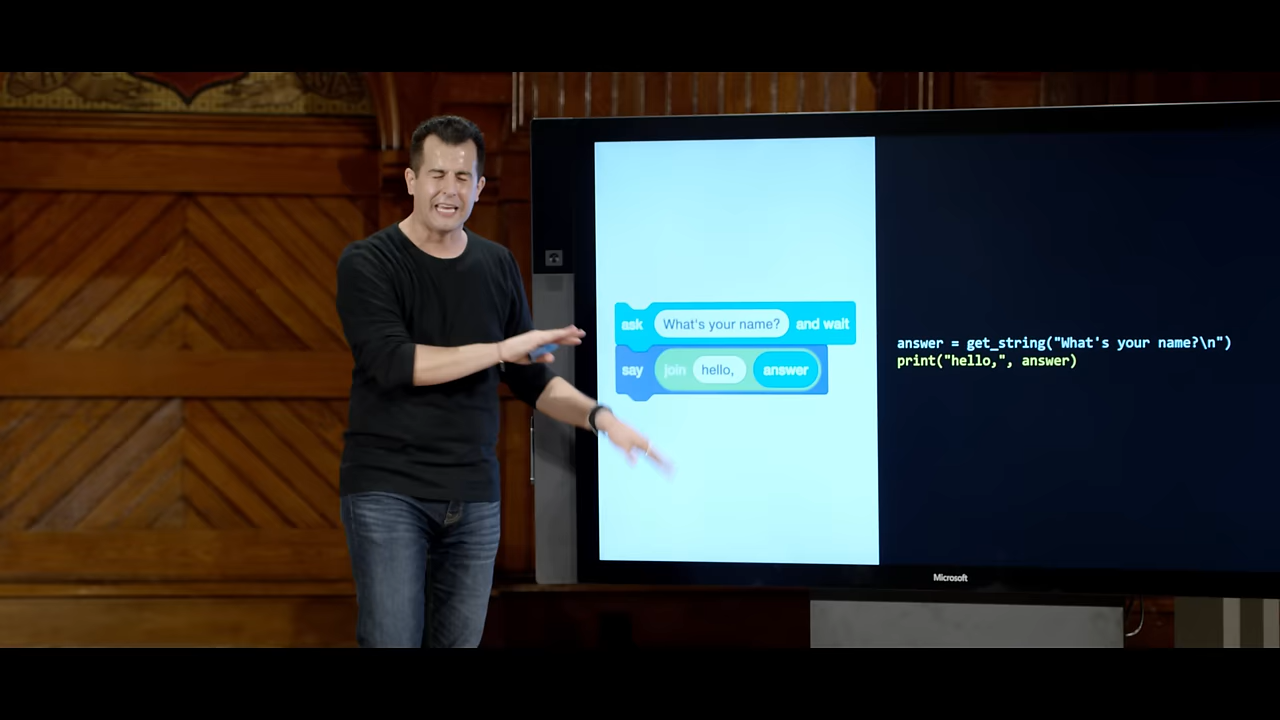 ask What's your name? and wait
say join hello, answer
answer = get_string("What's your name?\n")
print("hello,", answer)
Microsoft